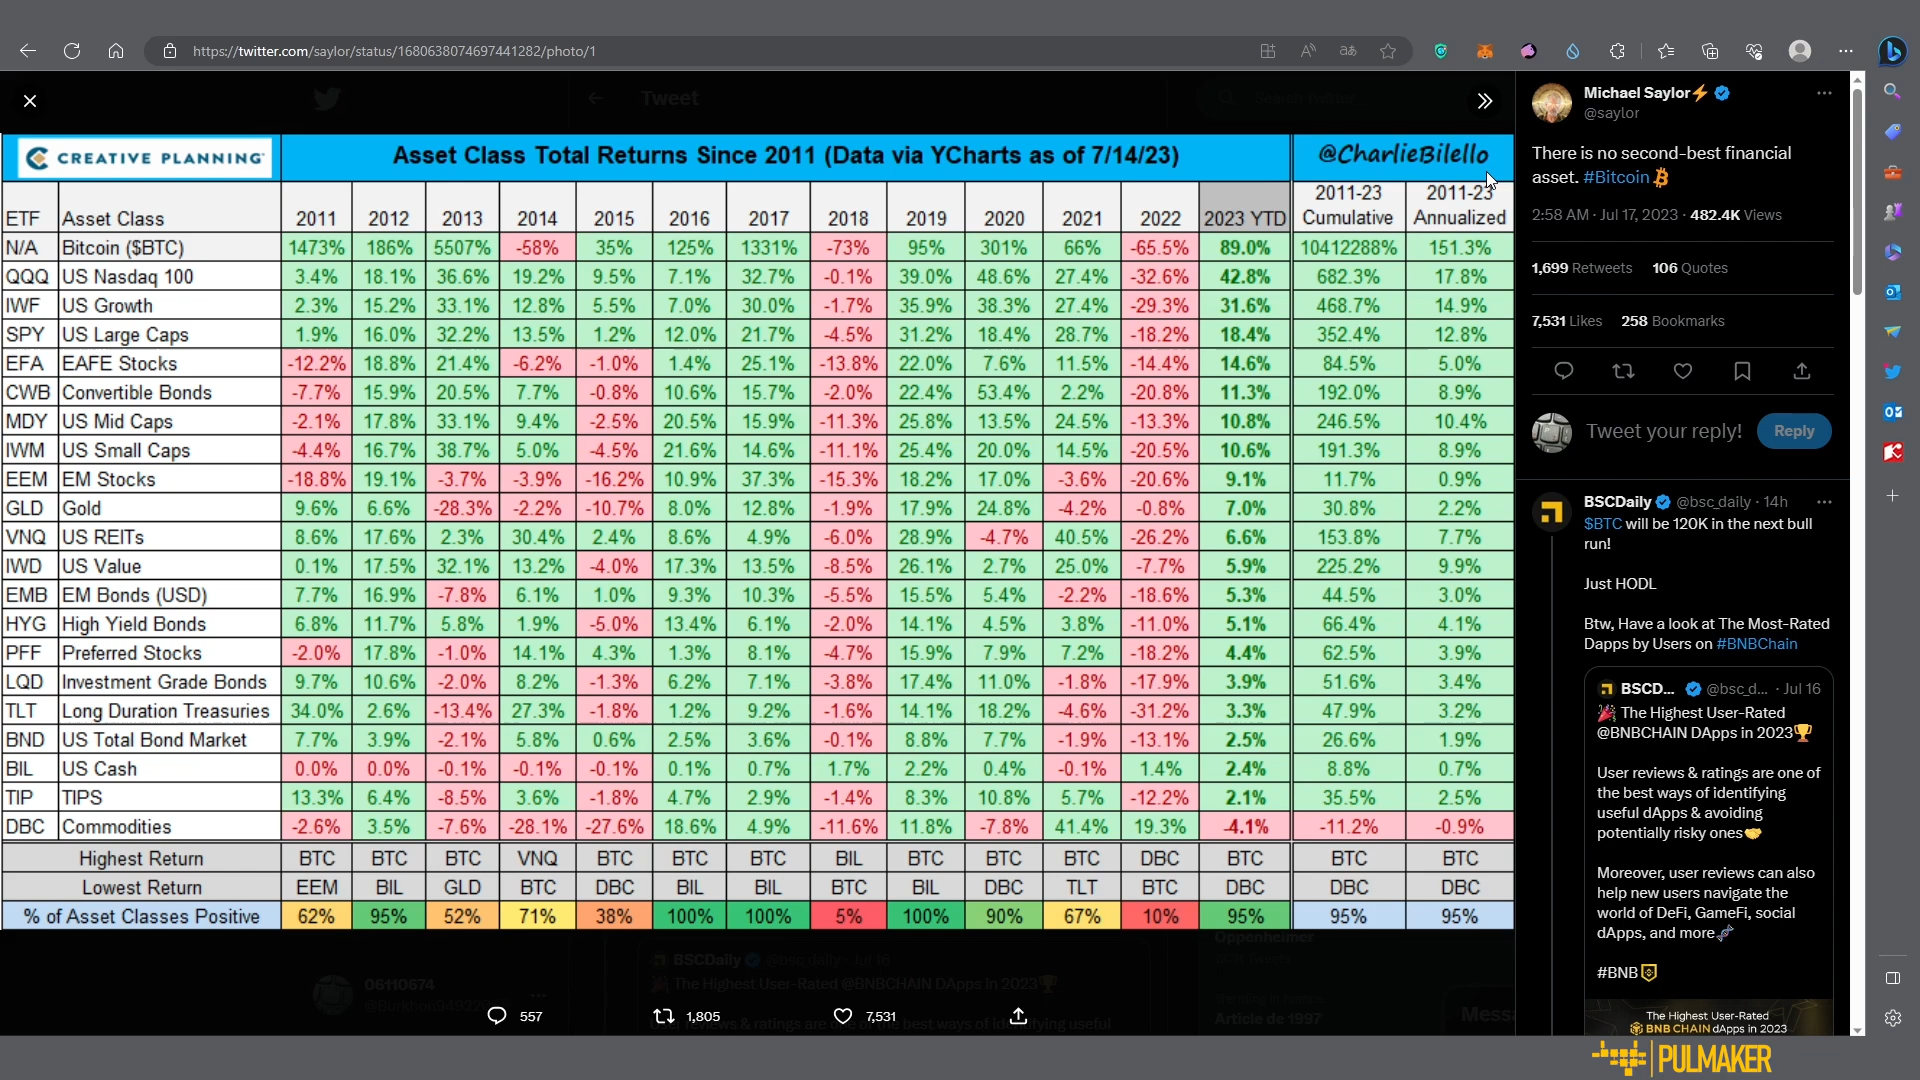 https://twitter.com/saylor/status/1680638074697441282/photo/1
Tweet
CREATIVE PLANNING
Asset Class Total Returns Since 2011 (Data via YCharts as of 7/14/23)
@CharlieBilello
ETF Asset Class 2011 2012 2013 2014 2015 2016 2017 2018 2019 2020 2021 2022 2023 YTD 2011-23 Cumulative 2011-23 Annualized
N/A Bitcoin ($BTC) 1473% 186% 5507% -58% 35% 125% 1331% -73% 95% 301% 66% -65.5% 89.0% 10412288% 151.3%
QQQ US Nasdaq 100 3.4% 18.1% 36.6% 19.2% 9.5% 7.1% 32.7% -0.1% 39.0% 48.6% 27.4% -32.6% 42.8% 682.3% 17.8%
IWF US Growth 2.3% 15.2% 33.1% 12.8% 5.5% 7.0% 30.0% -1.7% 35.9% 38.3% 27.4% -29.3% 31.6% 468.7% 14.9%
SPY US Large Caps 1.9% 16.0% 32.2% 13.5% 1.2% 12.0% 21.7% -4.5% 31.2% 18.4% 28.7% -18.2% 18.4% 352.4% 12.8%
EFA EAFE Stocks -12.2% 18.8% 21.4% -6.2% -1.0% 1.4% 25.1% -13.8% 22.0% 7.6% 11.5% -14.4% 14.6% 84.5% 5.0%
CWB Convertible Bonds -7.7% 15.9% 20.5% 7.7% -0.8% 10.6% 15.7% -2.0% 22.4% 53.4% 2.2% -20.8% 11.3% 192.0% 8.9%
MDY US Mid Caps -2.1% 17.8% 33.1% 9.4% -2.5% 20.5% 15.9% -11.3% 25.8% 13.5% 24.5% -13.3% 10.8% 246.5% 10.4%
IWM US Small Caps -4.4% 16.7% 38.7% 5.0% -4.5% 21.6% 14.6% -11.1% 25.4% 20.0% 14.5% -20.5% 10.6% 191.3% 8.9%
EEM EM Stocks -18.8% 19.1% -3.7% -3.9% -16.2% 10.9% 37.3% -15.3% 18.2% 17.0% -3.6% -20.6% 9.1% 11.7% 0.9%
GLD Gold 9.6% 6.6% -28.3% -2.2% -10.7% 8.0% 12.8% -1.9% 17.9% 24.8% -4.2% -0.8% 7.0% 30.8% 2.2%
VNQ US REITs 8.6% 17.6% 2.3% 30.4% 2.4% 8.6% 4.9% -6.0% 28.9% -4.7% 40.5% -26.2% 6.6% 153.8% 7.7%
IWD US Value 0.1% 17.5% 32.1% 13.2% -4.0% 17.3% 13.5% -8.5% 26.1% 2.7% 25.0% -7.7% 5.9% 225.2% 9.9%
EMB EM Bonds (USD) 7.7% 16.9% -7.8% 6.1% 1.0% 9.3% 10.3% -5.5% 15.5% 5.4% -2.2% -18.6% 5.3% 44.5% 3.0%
HYG High Yield Bonds 6.8% 11.7% 5.8% 1.9% -5.0% 13.4% 6.1% -2.0% 14.1% 4.5% 3.8% -11.0% 5.1% 66.4% 4.1%
PFF Preferred Stocks -2.0% 17.8% -1.0% 14.1% 4.3% 1.3% 8.1% -4.7% 15.9% 7.9% 7.2% -18.2% 4.4% 62.5% 3.9%
LQD Investment Grade Bonds 9.7% 10.6% -2.0% 8.2% -1.3% 6.2% 7.1% -3.8% 17.4% 11.0% -1.8% -17.9% 3.9% 51.6% 3.4%
TLT Long Duration Treasuries 34.0% 2.6% -13.4% 27.3% -1.8% 1.2% 9.2% -1.6% 14.1% 18.2% -4.6% -31.2% 3.3% 47.9% 3.2%
BND US Total Bond Market 7.7% 3.9% -2.1% 5.8% 0.6% 2.5% 3.6% -0.1% 8.8% 7.7% -1.9% -13.1% 2.5% 26.6% 1.9%
BIL US Cash 0.0% 0.0% -0.1% -0.1% -0.1% 0.1% 0.7% 1.7% 2.2% 0.4% -0.1% 1.4% 2.4% 8.8% 0.7%
TIP TIPS 13.3% 6.4% -8.5% 3.6% -1.8% 4.7% 2.9% -1.4% 8.3% 10.8% 5.7% -12.2% 2.1% 35.5% 2.5%
DBC Commodities -2.6% 3.5% -7.6% -28.1% -27.6% 18.6% 4.9% -11.6% 11.8% -7.8% 41.4% 19.3% -4.1% -11.2% -0.9%
Highest Return BTC BTC BTC VNQ BTC BTC BTC BIL BTC BTC BTC DBC BTC BTC BTC
Lowest Return EEM BIL GLD BTC DBC BIL BIL BTC BIL DBC TLT BTC DBC DBC DBC
% of Asset Classes Positive 62% 95% 52% 71% 38% 100% 100% 5% 100% 90% 67% 10% 95% 95% 95%
Oppenheimer
BSCDaily @bsc_daily Jul 16
06110674
The Highest User-Rated @BNBCHAIN DApps in 2023
Article de 1997
557 1,805 7,531
User reviews & ratings are one of the best ways of identifying useful
Michael Saylor
@saylor
There is no second-best financial
asset. #Bitcoin
2:58 AM · Jul 17, 2023 · 482.4K Views
1,699 Retweets 106 Quotes
7,531 Likes 258 Bookmarks
Tweet your reply! Reply
BSCDaily @bsc_daily · 14h
$BTC will be 120K in the next bull
run!
Just HODL
Btw, Have a look at The Most-Rated
Dapps by Users on #BNBChain
BSCD... @bsc_d... · Jul 16
The Highest User-Rated
@BNBCHAIN DApps in 2023
User reviews & ratings are one of
the best ways of identifying
useful dApps & avoiding
potentially risky ones
Moreover, user reviews can also
help new users navigate the
world of DeFi, GameFi, social
dApps, and more
#BNB
The Highest User-Rated
BNB CHAIN dApps in 2023
PULMAKER